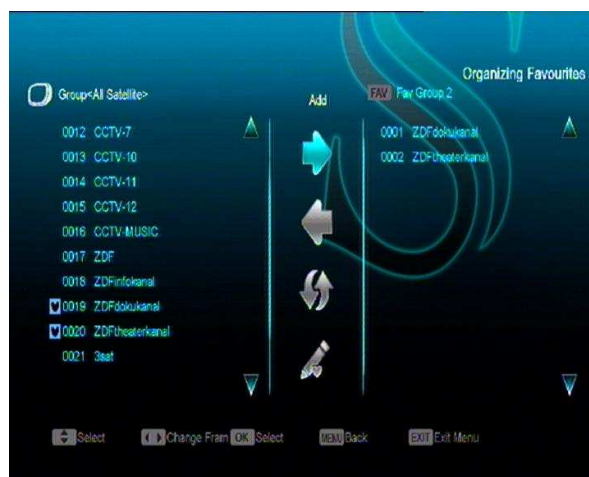 Organizing Favourites
Group<All Satellite>
Add
FAV Fav Group 2
0012 CCTV-7
0013 CCTV-10
0014 CCTV-11
0015 CCTV-12
0016 CCTV-MUSIC
0017 ZDF
0018 ZDFinfokanal
0019 ZDFdokukanal
0020 ZDFtheaterkanal
0021 3sat
0001 ZDFdokukanal
0002 ZDFtheaterkanal
Select Change Fram OK Select MENU Back EXIT Exit Menu